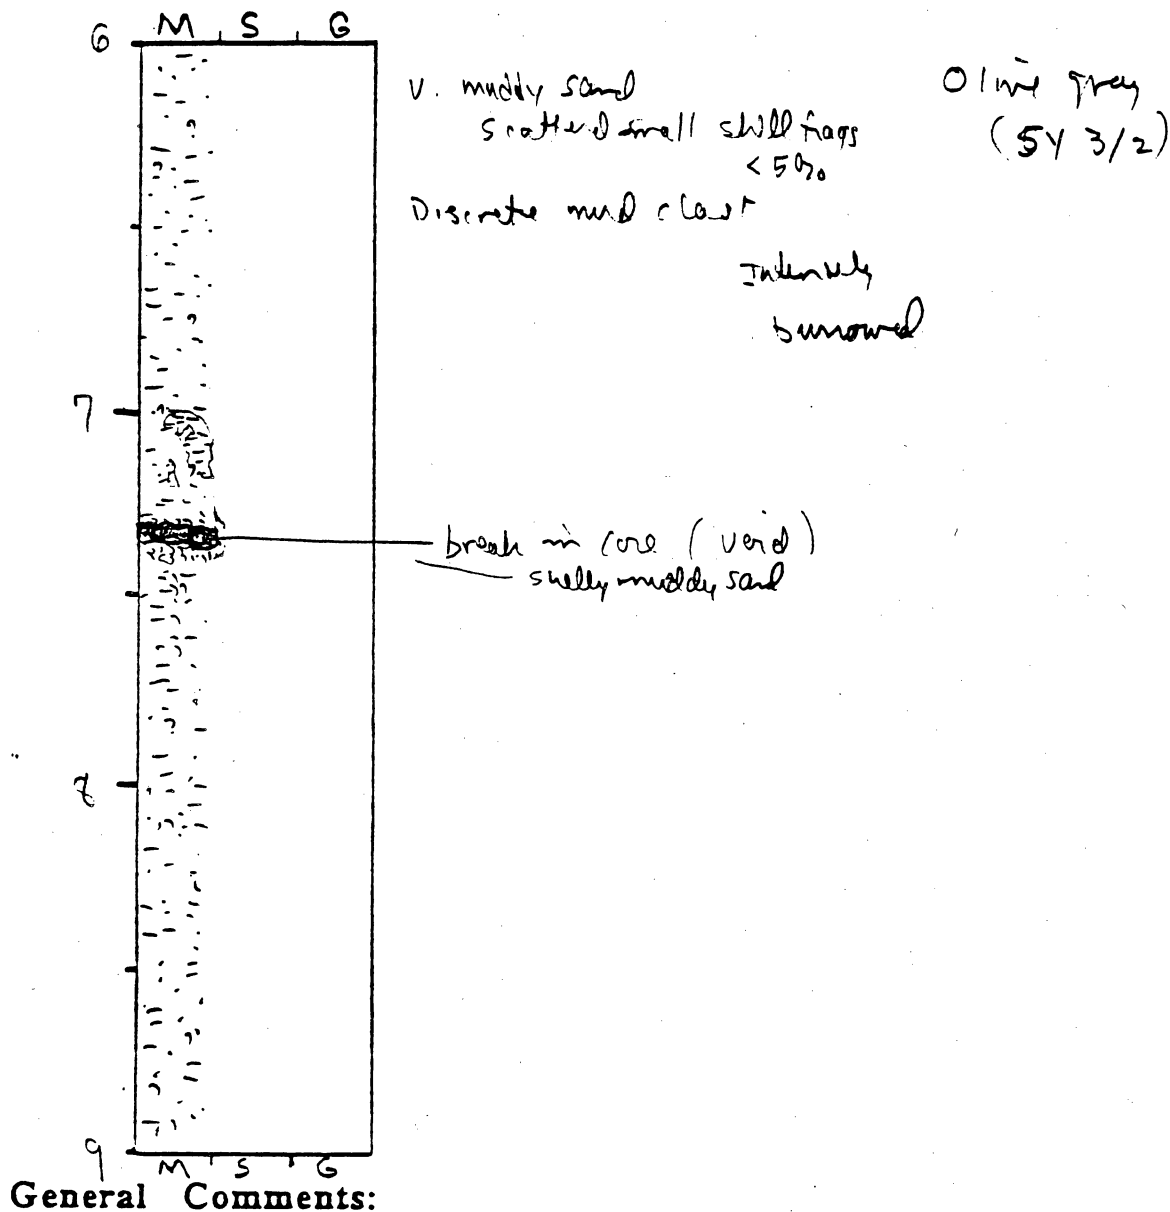 M S G
6
V. muddy sand
Olive gray
scattered small shell frags
(5Y 3/2)
< 5%
Discrete mud clast
Intensively
burrowed
7
break in core (void)
shelly muddy sand
8
9
M S G
General Comments: